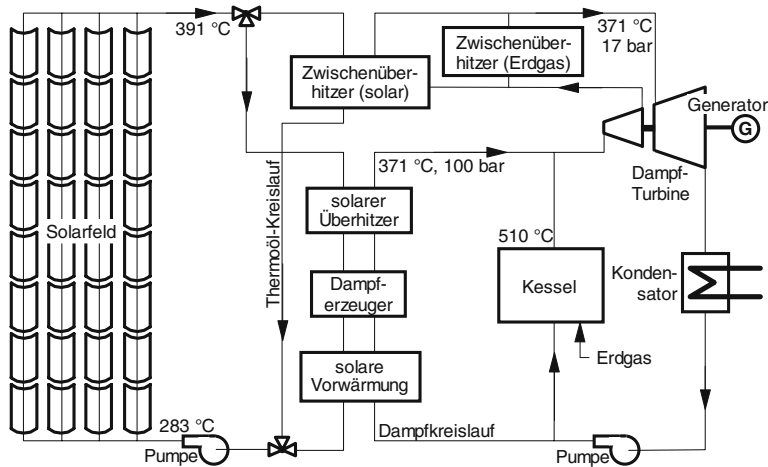 391 °C
371 °C
17 bar
Zwischenüber-
hitzer (Erdgas)
Zwischenüber-
hitzer (solar)
Generator
G
Dampf-
Turbine
371 °C, 100 bar
Thermoöl-Kreislauf
solarer
Überhitzer
Solarfeld
510 °C
Kessel
Konden-
sator
Dampf-
erzeuger
Erdgas
solare
Vorwärmung
283 °C
Pumpe
Dampfkreislauf
Pumpe